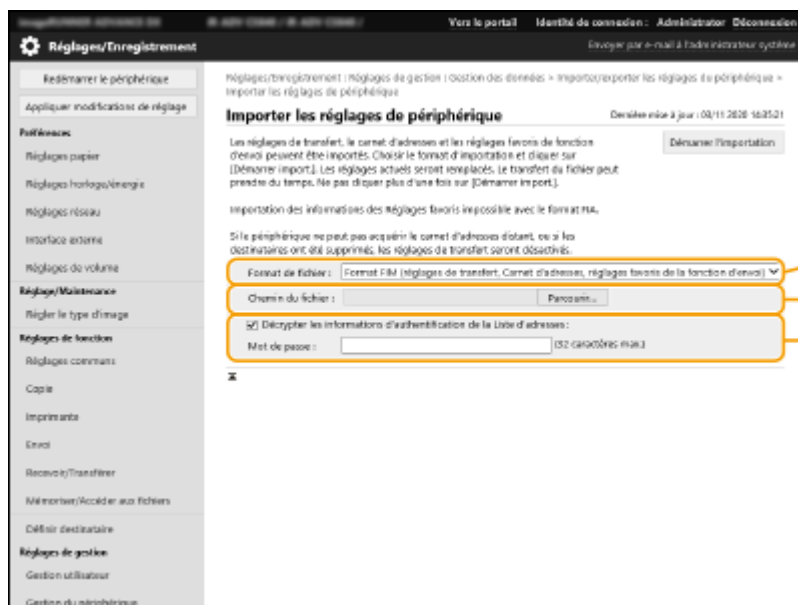 Vers le portail Identité de connexion : Administrator Déconnexion
Réglages/Enregistrement
Envoyer par e-mail à l'administrateur système
Redémarrer le périphérique
Appliquer modifications de réglage
Préférences
Réglages papier
Réglages horloge/énergie
Réglages réseau
Interface externe
Réglages de volume
Réglage/Maintenance
Régler le type d'image
Réglages de fonction
Réglages communs
Copie
Imprimante
Envoi
Recevoir/Transférer
Mémoriser/Accéder aux fichiers
Définir destinataire
Réglages de gestion
Gestion utilisateur
Gestion du périphérique
Réglages/Enregistrement : Réglages de gestion : Gestion des données > Importer/exporter les réglages du périphérique >
Importer les réglages de périphérique
Importer les réglages de périphérique
Dernière mise à jour : 09/11 2020 16:35:21
Les réglages de transfert, le carnet d'adresses et les réglages favoris de fonction
d'envoi peuvent être importés. Choisir le format d'importation et cliquer sur
[Démarrer import.]. Les réglages actuels seront remplacés. Le transfert du fichier peut
prendre du temps. Ne pas cliquer plus d'une fois sur [Démarrer import.].
Démarrer l'importation
Importation des informations des Réglages favoris impossible avec le format FIA.
Si le périphérique ne peut pas acquérir le carnet d'adresses distant, ou si les
destinataires ont été supprimés, les réglages de transfert seront désactivés.
Format de fichier : Format FIM (réglages de transfert, Carnet d'adresses, réglages favoris de la fonction d'envoi)
Chemin du fichier : Parcourir...
Décrypter les informations d'authentification de la Liste d'adresses :
Mot de passe : (32 caractères max.)